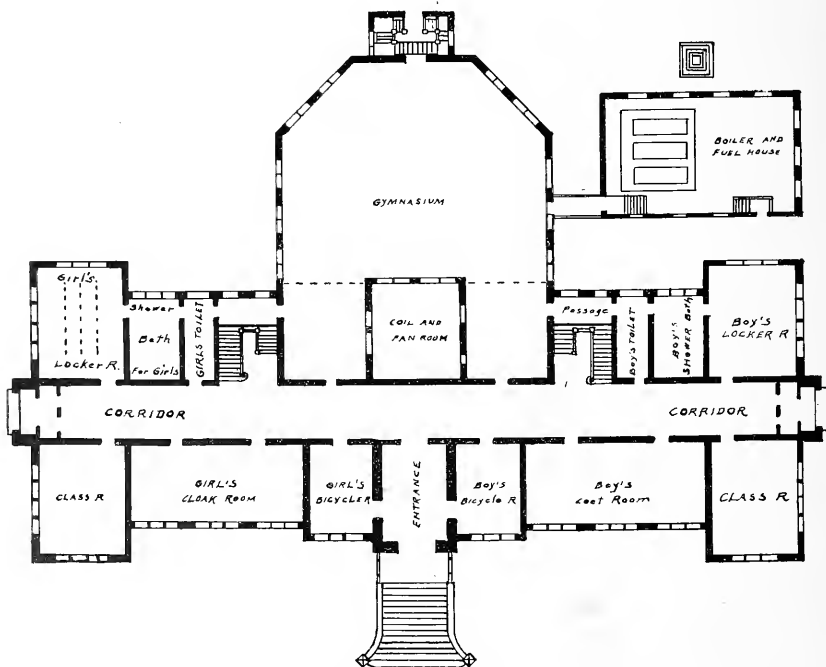 BOILER AND
FUEL HOUSE
GYMNASIUM
Girl's
Locker R.
Shower
Bath
For Girls
GIRLS TOILET
COIL AND
FAN ROOM
Passage
Boy's TOILET
BOY'S
SHOWER Bath
Boy's
LOCKER R
CORRIDOR
CORRIDOR
CLASS R
GIRL'S
CLOAK ROOM
GIRL'S
BICYCLER
ENTRANCE
Boy's
Bicycle R
Boy's
Coat Room
CLASS R